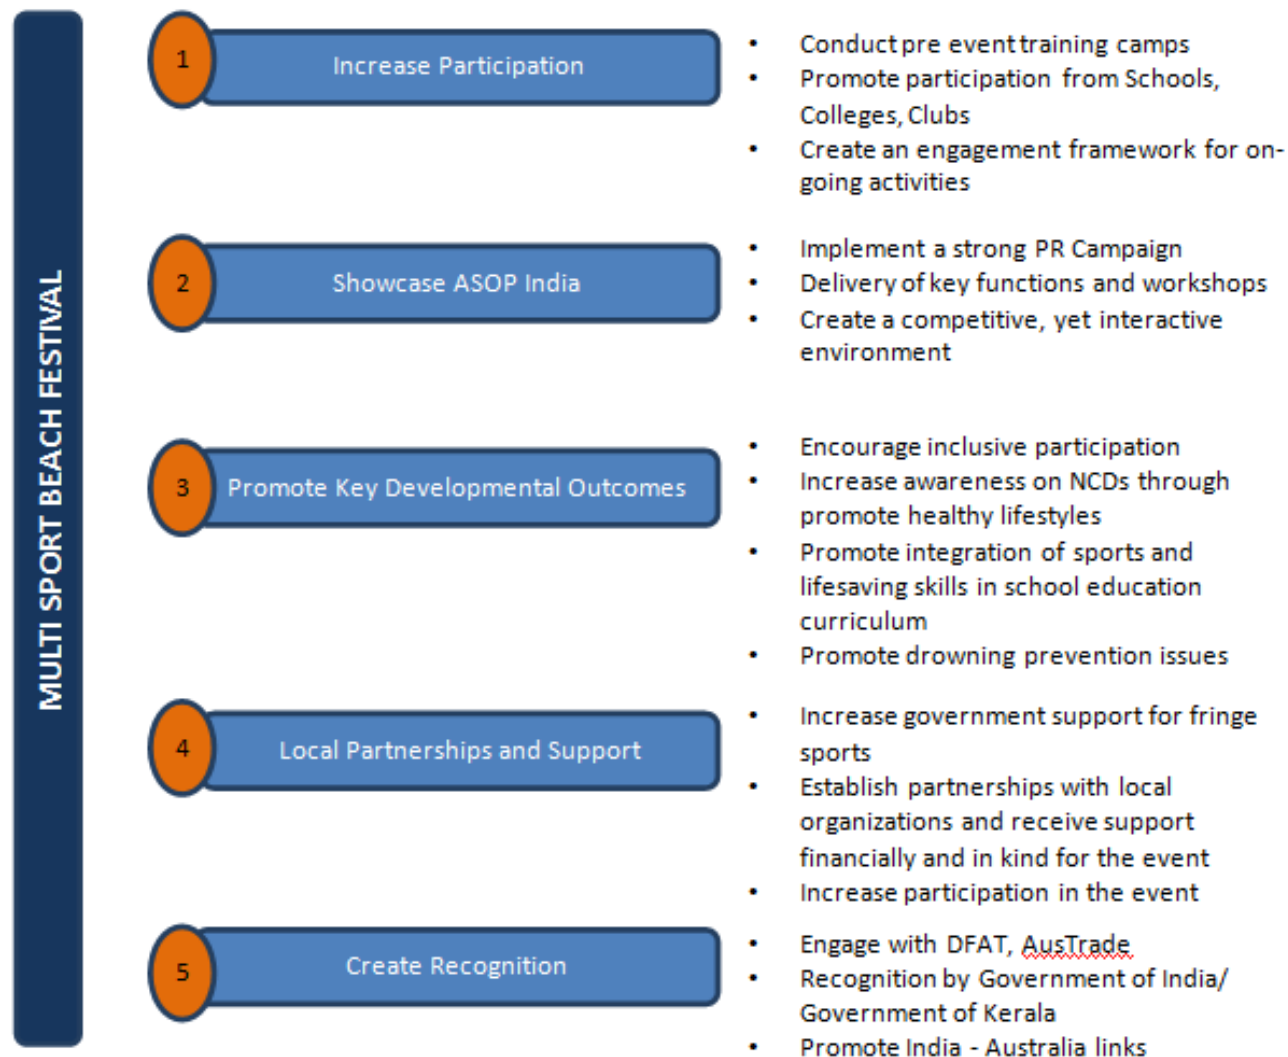 MULTI SPORT BEACH FESTIVAL
1
Increase Participation
• Conduct pre event training camps
• Promote participation from Schools,
Colleges, Clubs
• Create an engagement framework for on-
going activities
2
Showcase ASOP India
• Implement a strong PR Campaign
• Delivery of key functions and workshops
• Create a competitive, yet interactive
environment
3
Promote Key Developmental Outcomes
• Encourage inclusive participation
• Increase awareness on NCDs through
promote healthy lifestyles
• Promote integration of sports and
lifesaving skills in school education
curriculum
• Promote drowning prevention issues
4
Local Partnerships and Support
• Increase government support for fringe
sports
• Establish partnerships with local
organizations and receive support
financially and in kind for the event
• Increase participation in the event
5
Create Recognition
• Engage with DFAT, AusTrade
• Recognition by Government of India/
Government of Kerala
• Promote India - Australia links